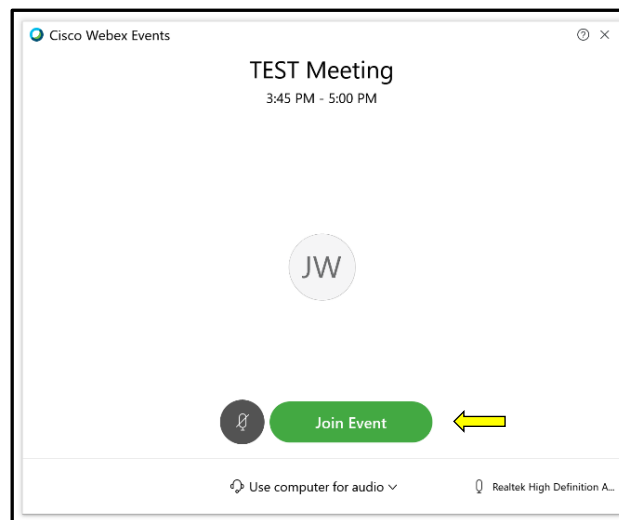 Cisco Webex Events
TEST Meeting
3:45 PM - 5:00 PM
JW
Join Event
Use computer for audio
Realtek High Definition A...